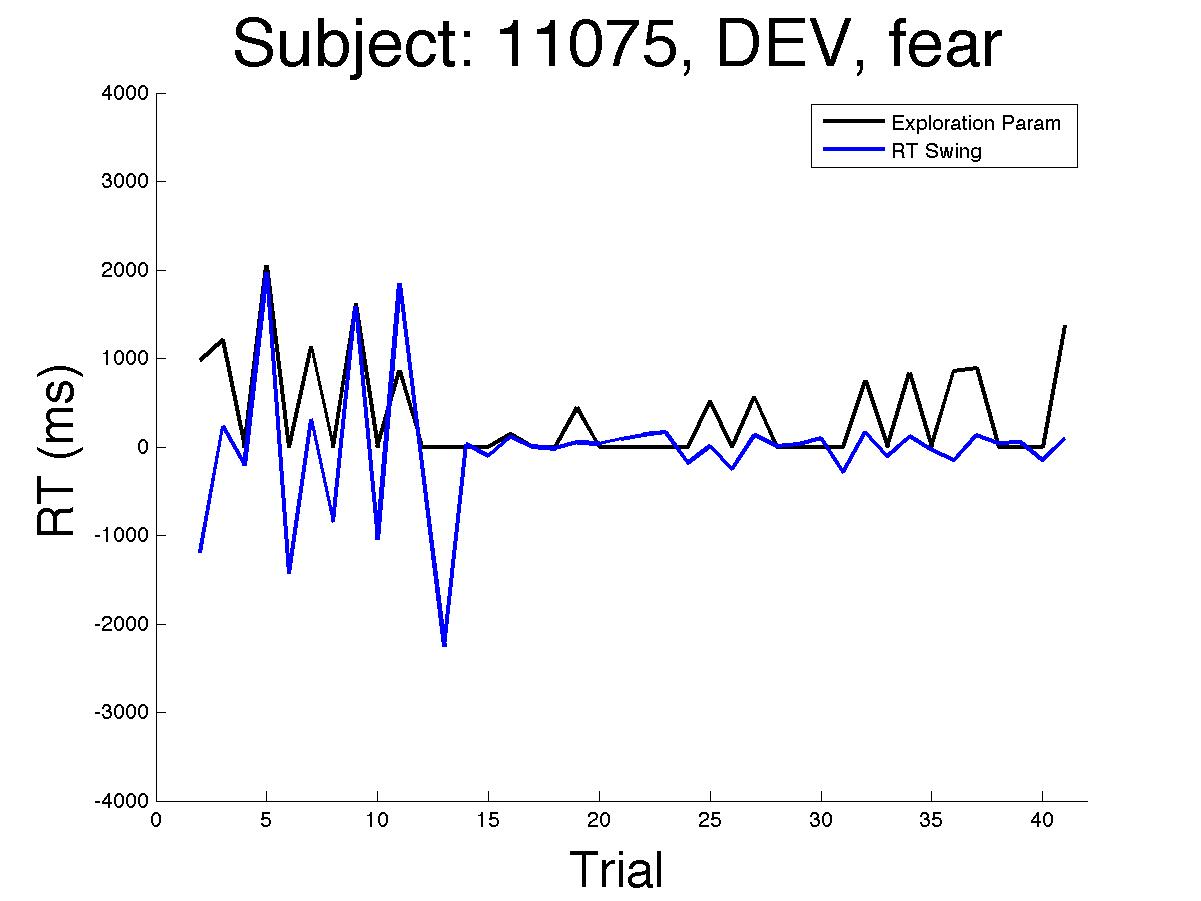 Subject: 11075, DEV, fear
4000
3000
2000
1000
0
-1000
-2000
-3000
-4000
RT (ms)
Exploration Param
RT Swing
0 5 10 15 20 25 30 35 40
Trial